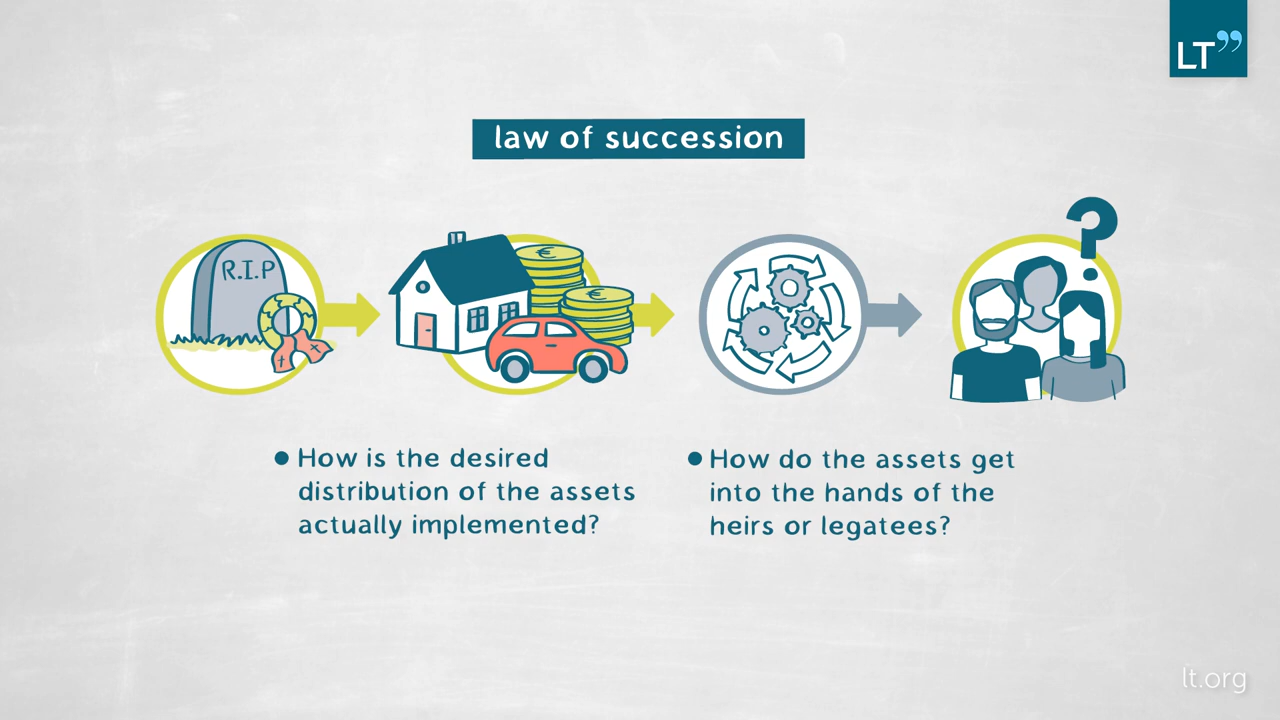 LT”
law of succession
R.I.P
€
€
?
● How is the desired
distribution of the assets
actually implemented?
● How do the assets get
into the hands of the
heirs or legatees?
lt.org